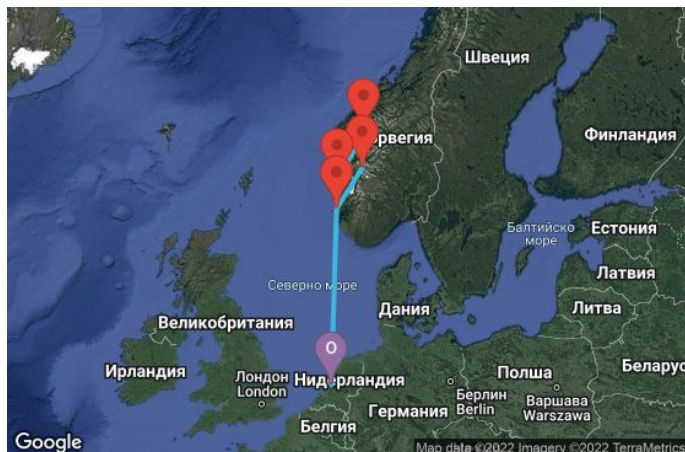 Швеция
орвегия
Финландия
Балтийско
море
Естония
Латвия
Северно море
Дания
Литва
Великобритания
Ирландия
O
Лондон
London
Нидерландия
Полша
Беларус
Берлин
Berlin
Варшава
Warszawa
Германия
Белгия
Google
Map data ©2022 Imagery ©2022 TerraMetrics